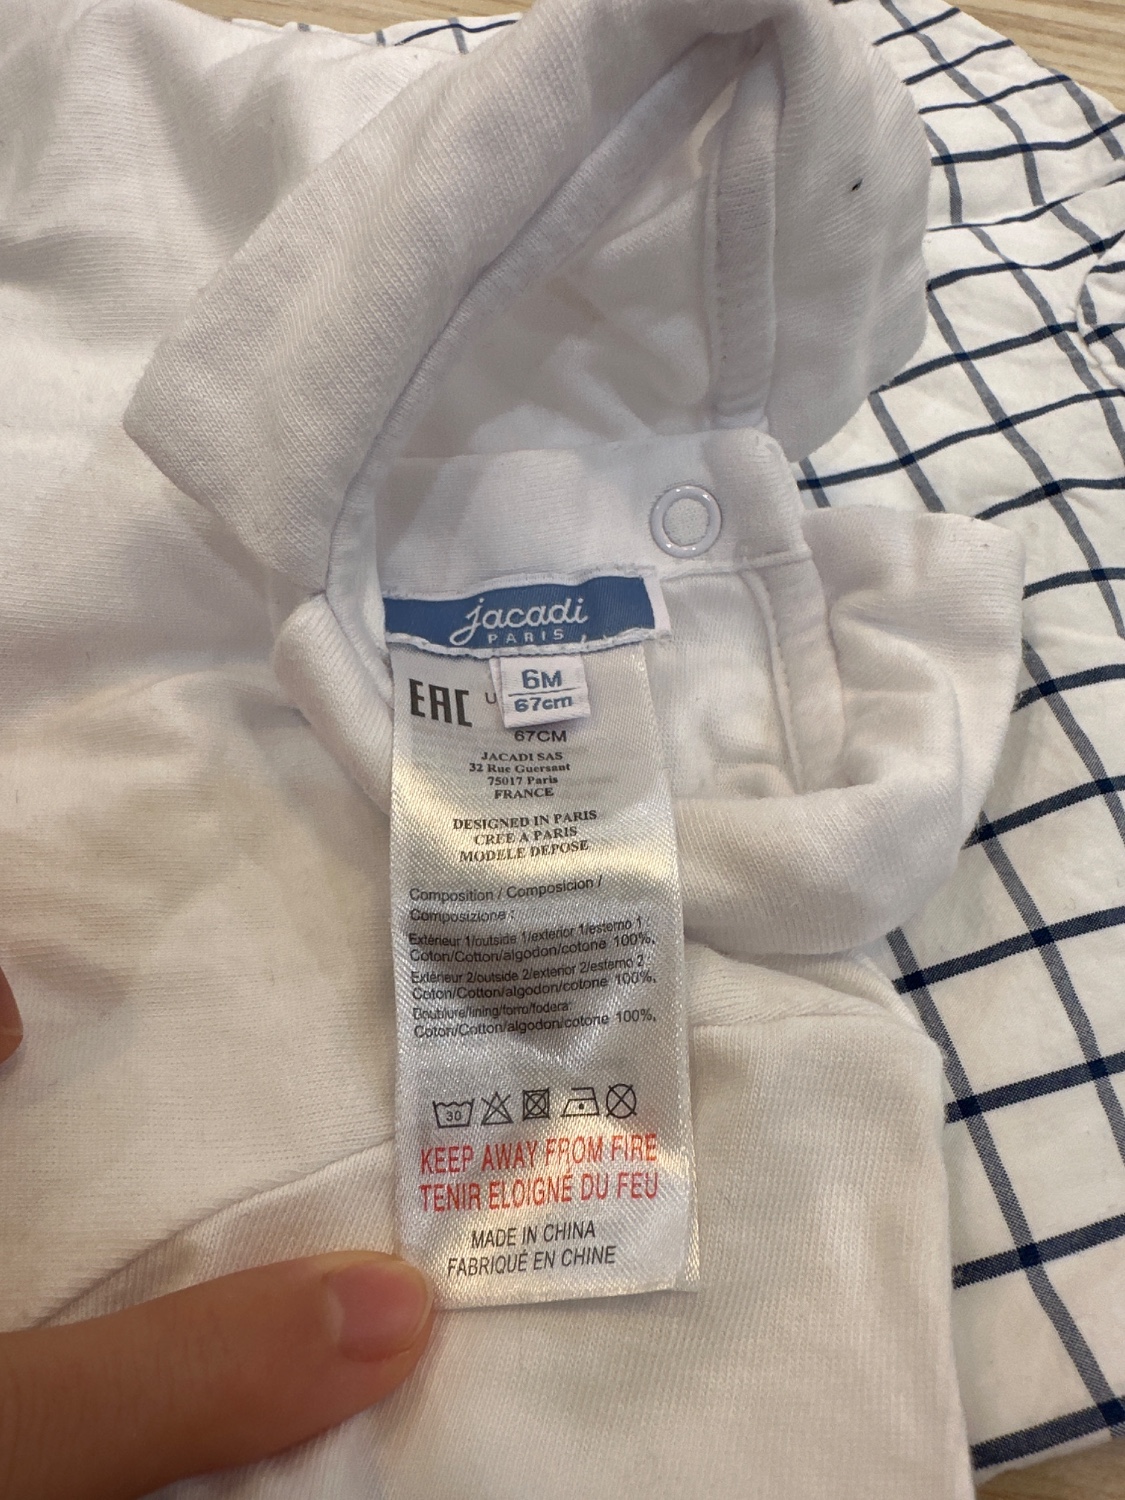 jacadi
PARIS
6M
67cm
EAC
U
67CM
JACADI SAS
32 Rue Guersant
75017 Paris
FRANCE
DESIGNED IN PARIS
CREE A PARIS
MODELE DEPOSE
Composition / Composicion /
Composizione :
Extérieur 1/outside 1/exterior 1/esterno 1 :
Coton/Cotton/algodon/cotone 100%,
Extérieur 2/outside 2/exterior 2/esterno 2 :
Coton/Cotton/algodon/cotone 100%,
Doublure/lining/forro/fodera:
Coton/Cotton/algodon/cotone 100%,
30
KEEP AWAY FROM FIRE
TENIR ELOIGNÉ DU FEU
MADE IN CHINA
FABRIQUÉ EN CHINE